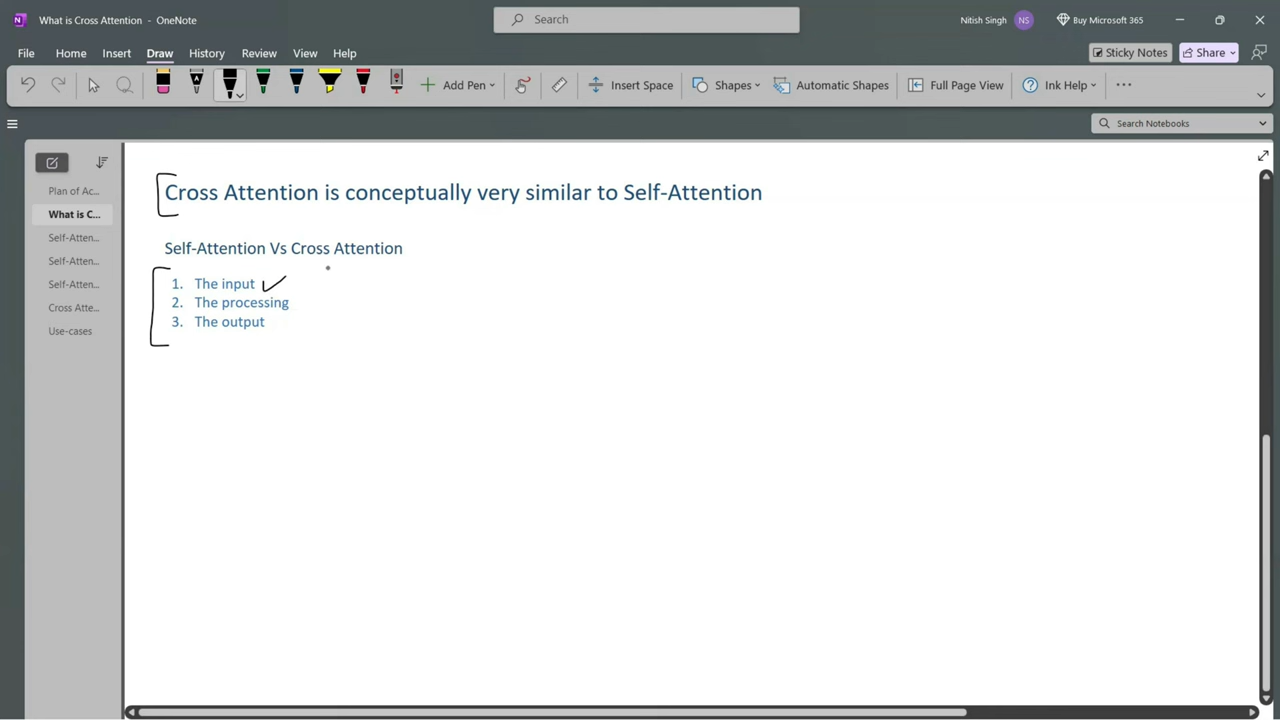 What is Cross Attention - OneNote
Search
Nitish Singh
NS
Buy Microsoft 365
File Home Insert Draw History Review View Help
Sticky Notes
Share
Add Pen
Insert Space
Shapes
Automatic Shapes
Full Page View
Ink Help
Search Notebooks
Plan of Ac...
What is C...
Self-Atten...
Self-Atten...
Self-Atten...
Cross Atte...
Use-cases
Cross Attention is conceptually very similar to Self-Attention
Self-Attention Vs Cross Attention
1. The input
2. The processing
3. The output